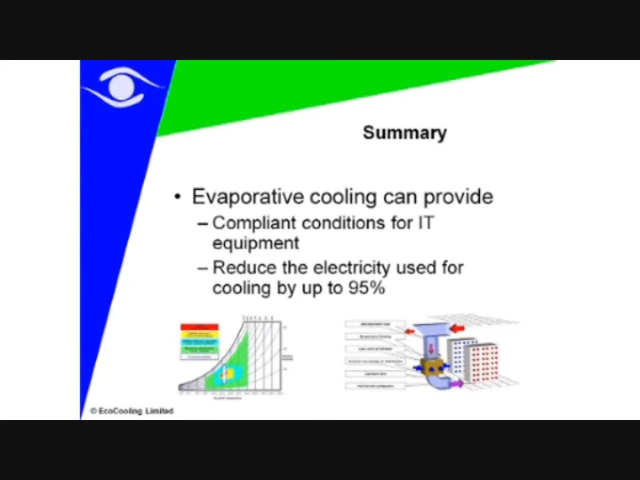 Summary
• Evaporative cooling can provide
– Compliant conditions for IT
equipment
– Reduce the electricity used for
cooling by up to 95%
© EcoCooling Limited